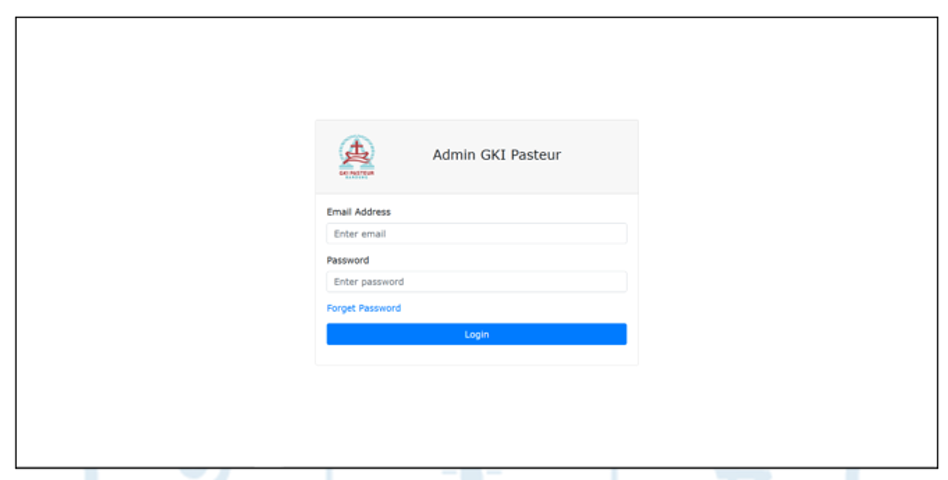 GKI PASTEUR
BANDUNG
Admin GKI Pasteur
Email Address
Enter email
Password
Enter password
Forget Password
Login